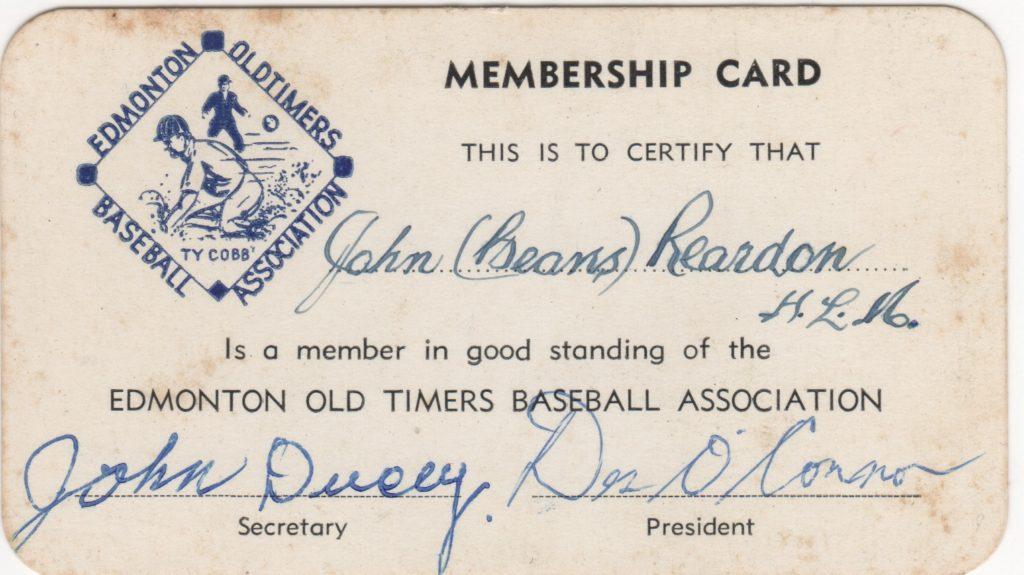 EDMONTON OLDTIMERS
BASEBALL ASSOCIATION
TY COBB
MEMBERSHIP CARD
THIS IS TO CERTIFY THAT
John (Beans) Reardon
H.L.M.
Is a member in good standing of the
EDMONTON OLD TIMERS BASEBALL ASSOCIATION
John Ducey. Des O'Connor
Secretary President